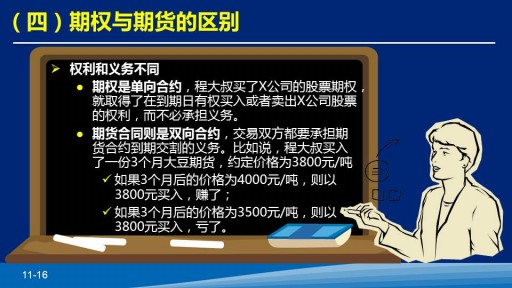 （四）期权与期货的区别
权利和义务不同
期权是单向合约，程大叔买了X公司的股票期权，
就取得了在到期日有权买入或者卖出X公司股票
的权利，而不必承担义务。
期货合同则是双向合约，交易双方都要承担期
货合约到期交割的义务。比如说，程大叔买入
了一份3个月大豆期货，约定价格为3800元/吨
如果3个月后的价格为4000元/吨，则以
3800元买入，赚了；
如果3个月后的价格为3500元/吨，则以
3800元买入，亏了。
11-16